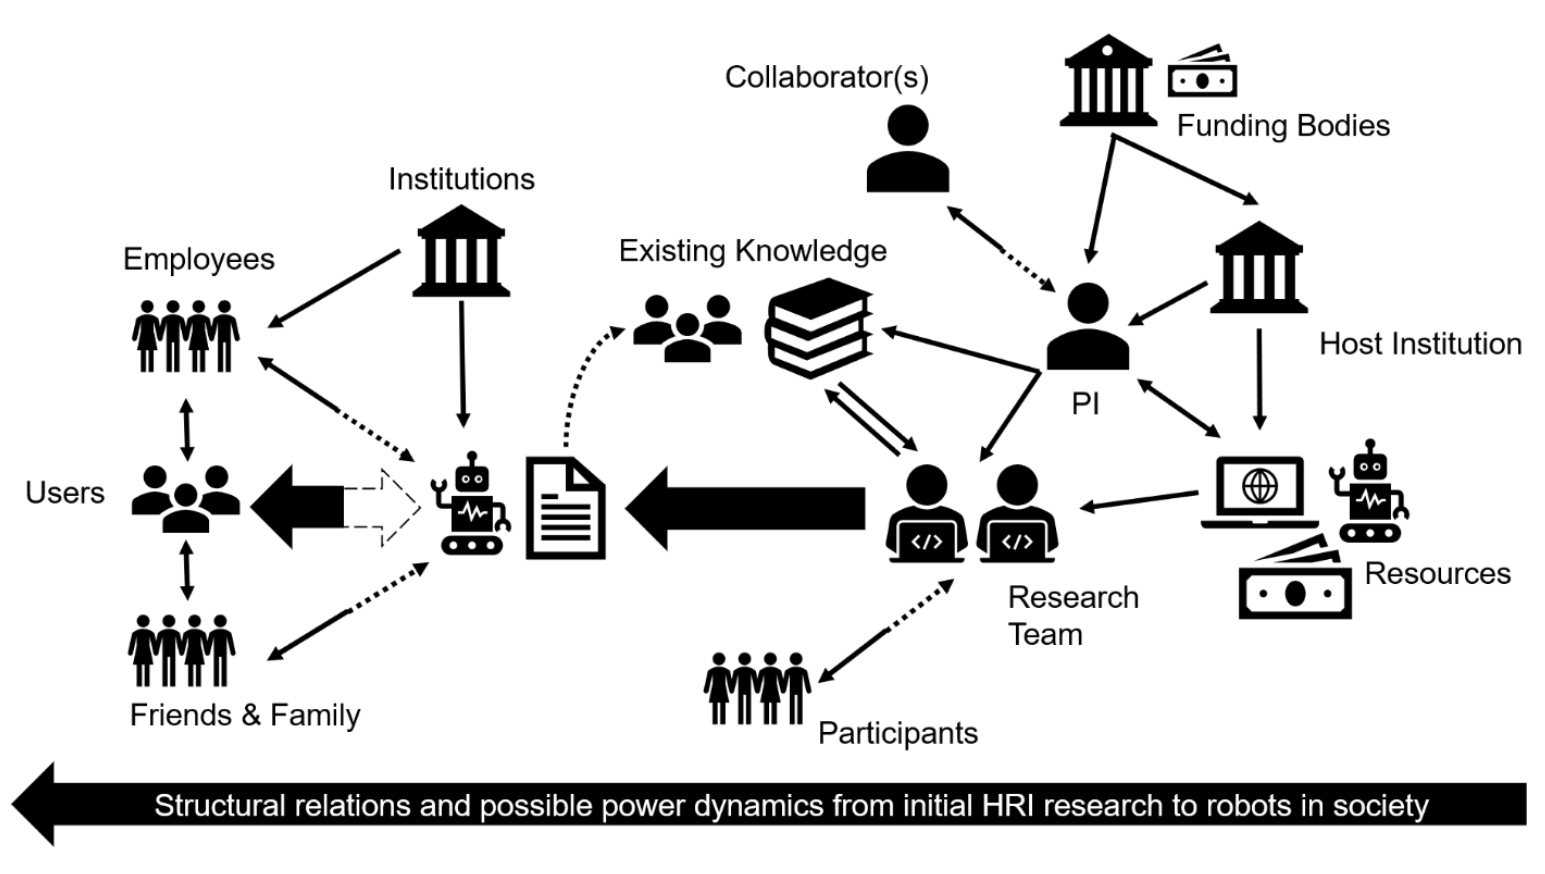 Collaborator(s)
Funding Bodies
Institutions
Employees
Existing Knowledge
Host Institution
PI
Users
Resources
Research
Team
Friends & Family
Participants
Structural relations and possible power dynamics from initial HRI research to robots in society